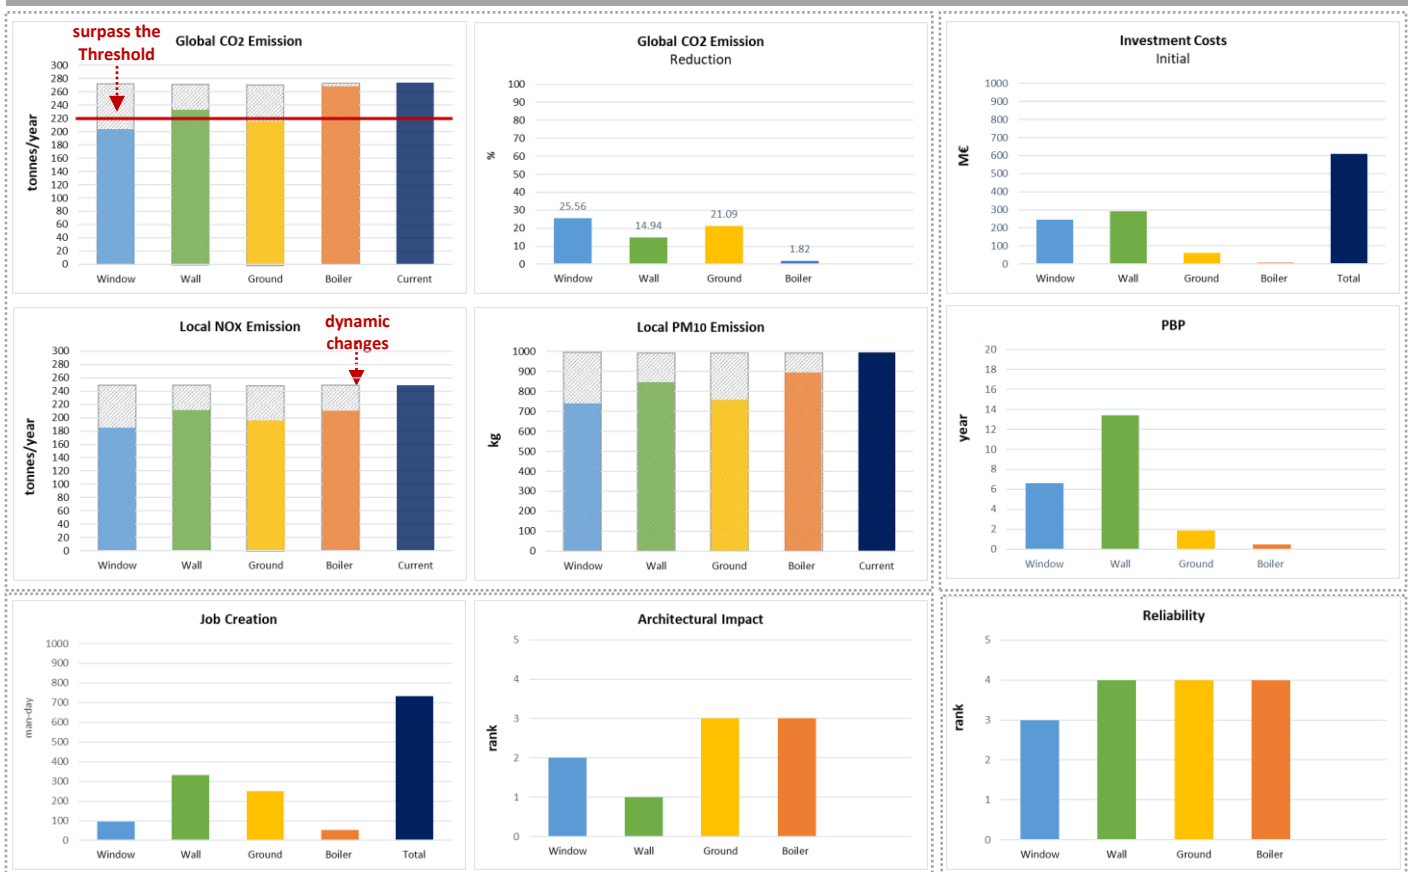 surpass the
Threshold
Global CO2 Emission
300
280
260
240
220
200
180
160
140
120
100
80
60
40
20
0
tonnes/year
Window
Wall
Ground
Boiler
Current
Global CO2 Emission
Reduction
100
90
80
70
60
50
40
30
20
10
0
%
25.56
14.94
21.09
1.82
Window
Wall
Ground
Boiler
Investment Costs
Initial
1000
900
800
700
600
500
400
300
200
100
0
M€
Window
Wall
Ground
Boiler
Total
Local NOX Emission
dynamic
changes
300
280
260
240
220
200
180
160
140
120
100
80
60
40
20
0
tonnes/year
Window
Wall
Ground
Boiler
Current
Local PM10 Emission
1000
900
800
700
600
500
400
300
200
100
0
kg
Window
Wall
Ground
Boiler
Current
PBP
20
18
16
14
12
10
8
6
4
2
0
year
Window
Wall
Ground
Boiler
Job Creation
1000
900
800
700
600
500
400
300
200
100
0
man-day
Window
Wall
Ground
Boiler
Total
Architectural Impact
5
4
3
2
1
0
rank
Window
Wall
Ground
Boiler
Reliability
5
4
3
2
1
0
rank
Window
Wall
Ground
Boiler